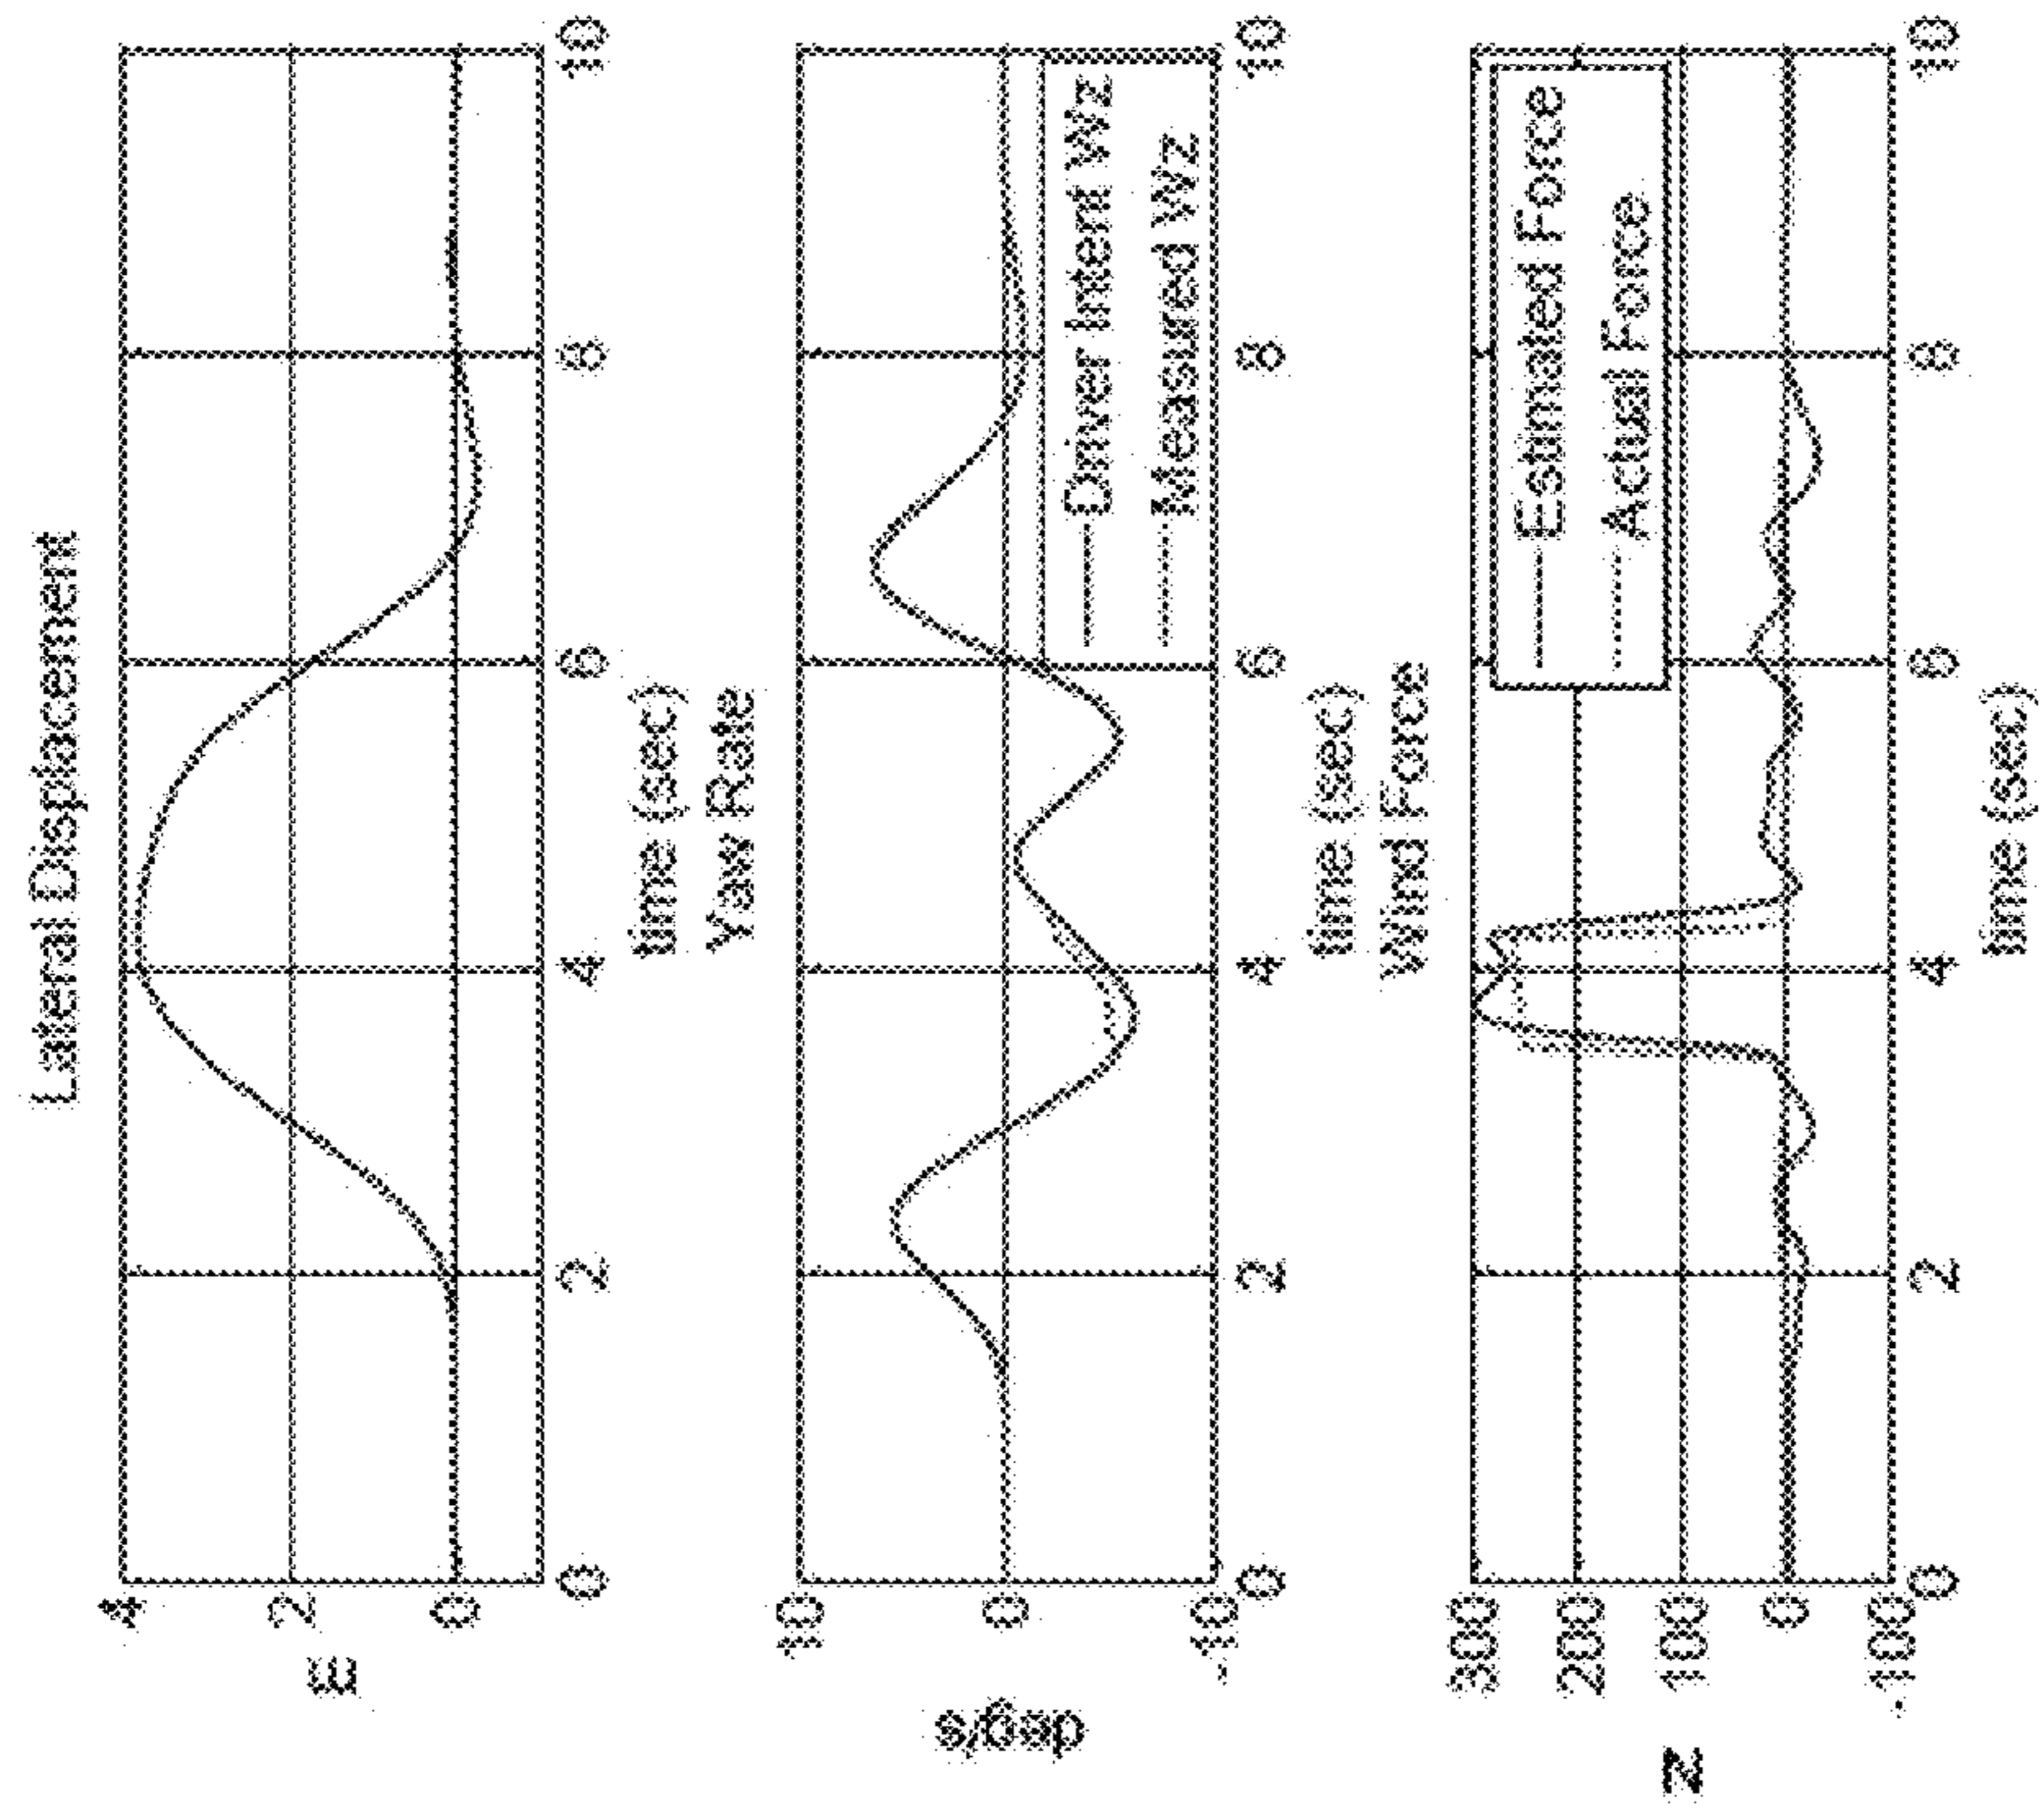 Lateral Displacement
4
2
0
m
0 2 4 6 8 10
time (sec)
Yaw Rate
10
0
-10
deg/s
Driver Intent Wz
Measured Wz
0 2 4 6 8 10
time (sec)
Wind Force
300
200
100
0
-100
N
Estimated Force
Actual Force
0 2 4 6 8 10
time (sec)